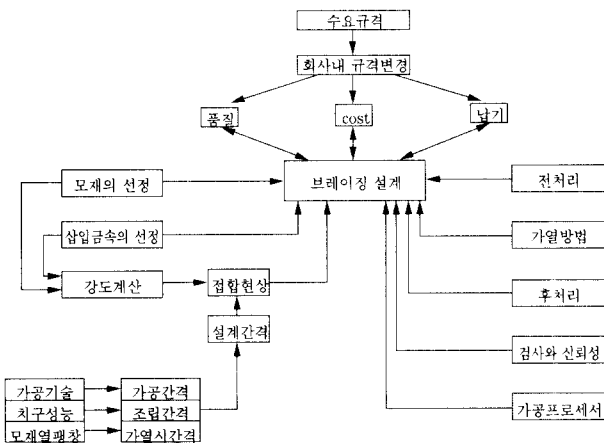 수요규격
회사내 규격변경
품질
cost
납기
모재의 선정
브레이징 설계
전처리
삽입금속의 선정
가열방법
강도계산
접합현상
후처리
설계간격
검사와 신뢰성
가공기술
가공간격
치구성능
조립간격
가공프로세서
모재열팽창
가열시간격